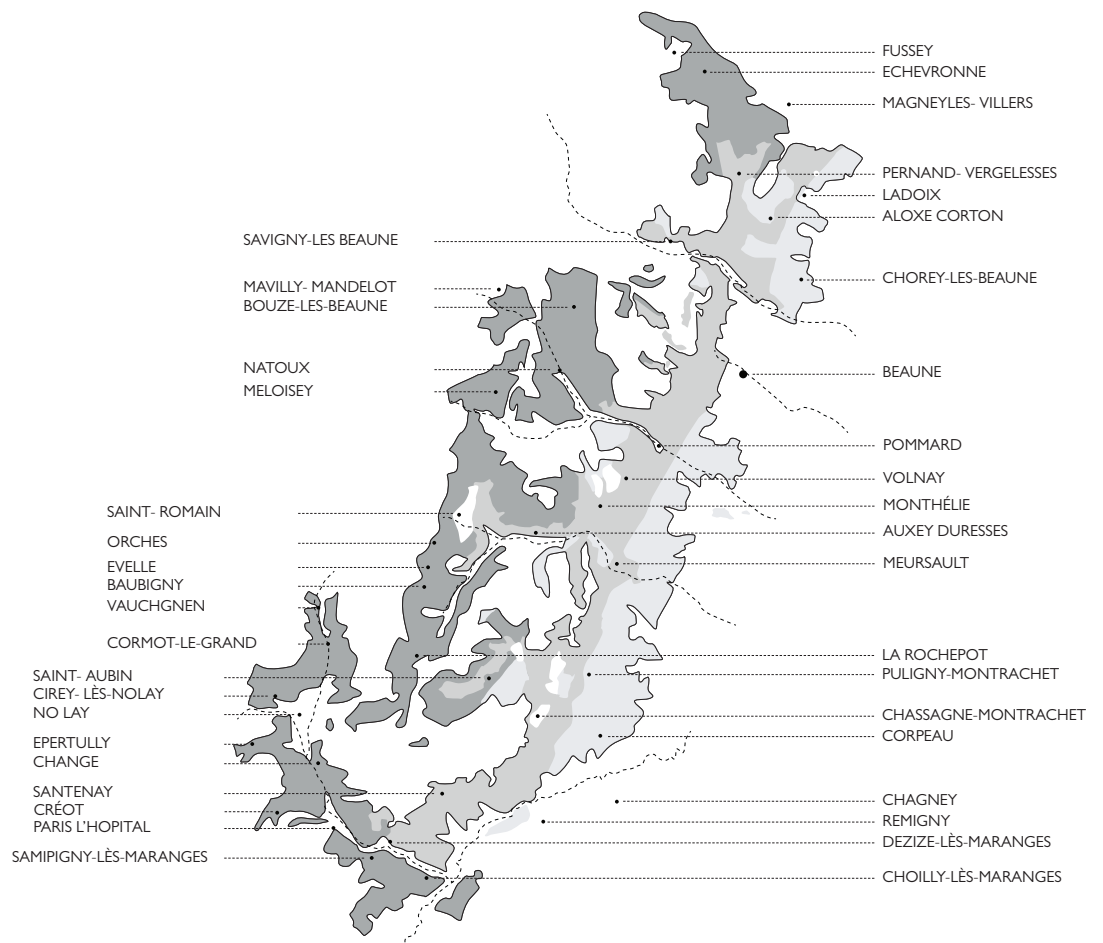 FUSSEY
ECHEVRONNE
MAGNEYLES- VILLERS
PERNAND- VERGELESSES
LADOIX
ALOXE CORTON
SAVIGNY-LES BEAUNE
CHOREY-LES-BEAUNE
MAVILLY- MANDELOT
BOUZE-LES-BEAUNE
NATOUX
BEAUNE
MELOISEY
POMMARD
VOLNAY
MONTHÉLIE
SAINT- ROMAIN
AUXEY DURESSES
ORCHES
MEURSAULT
EVELLE
BAUBIGNY
VAUCHGNEN
CORMOT-LE-GRAND
LA ROCHEPOT
SAINT- AUBIN
PULIGNY-MONTRACHET
CIREY- LÈS-NOLAY
NO LAY
CHASSAGNE-MONTRACHET
CORPEAU
EPERTULLY
CHANGE
SANTENAY
CHAGNEY
CRÉOT
REMIGNY
PARIS L'HOPITAL
DEZIZE-LÈS-MARANGES
SAMIPIGNY-LÈS-MARANGES
CHOILLY-LÈS-MARANGES